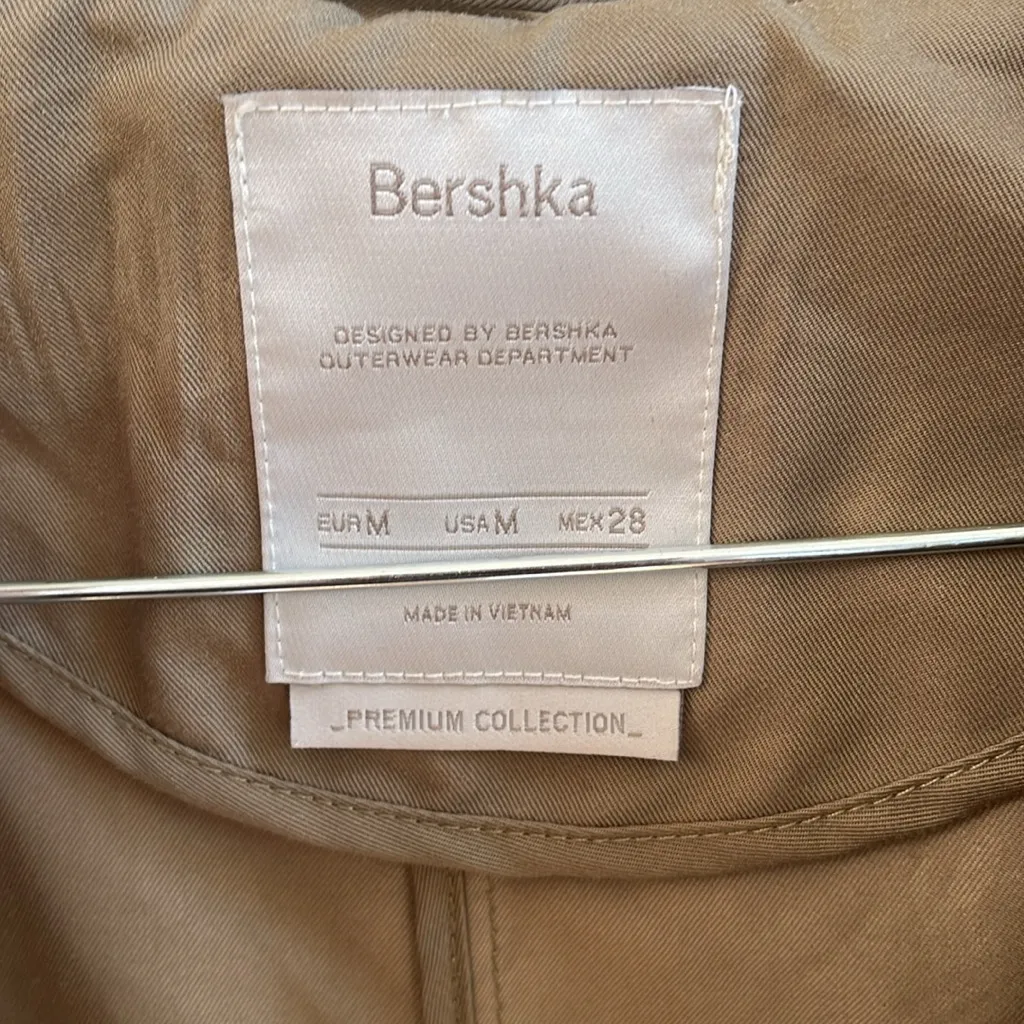 Bershka
DESIGNED BY BERSHKA
OUTERWEAR DEPARTMENT
EUR M USA M MEX 28
MADE IN VIETNAM
_PREMIUM COLLECTION_